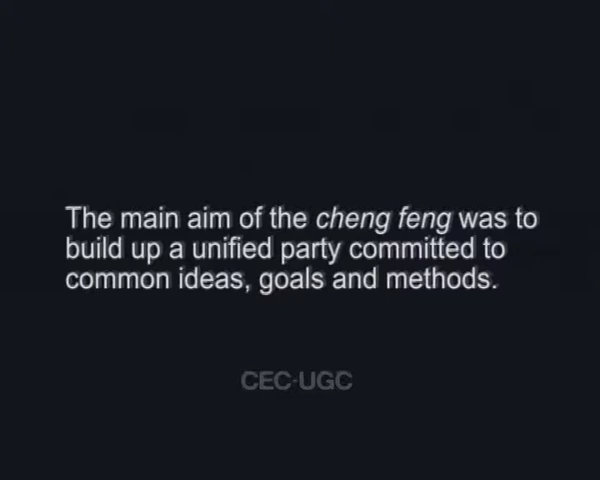 The main aim of the cheng feng was to
build up a unified party committed to
common ideas, goals and methods.
CEC-UGC